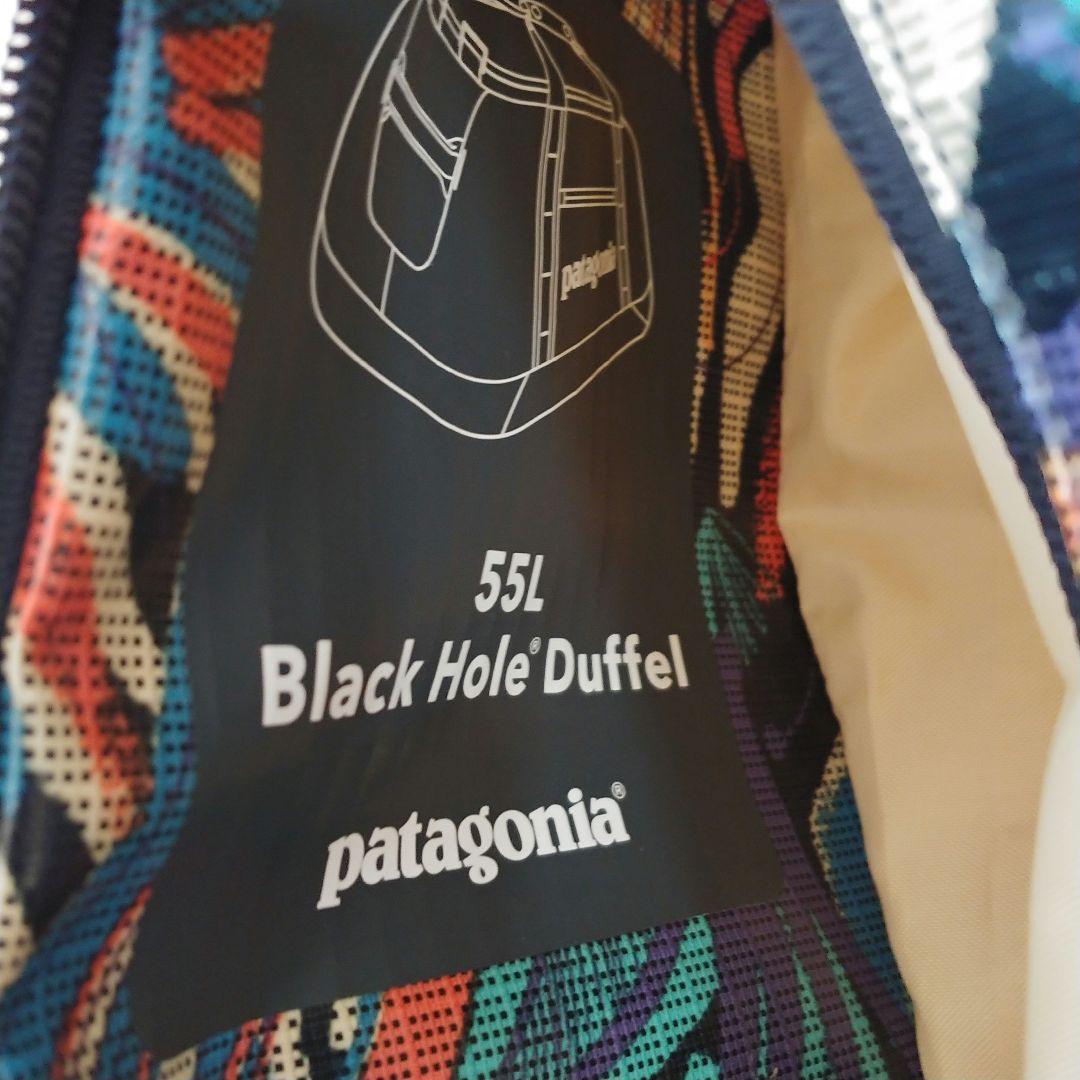 patagonia
55L
Black Hole® Duffel
patagonia®